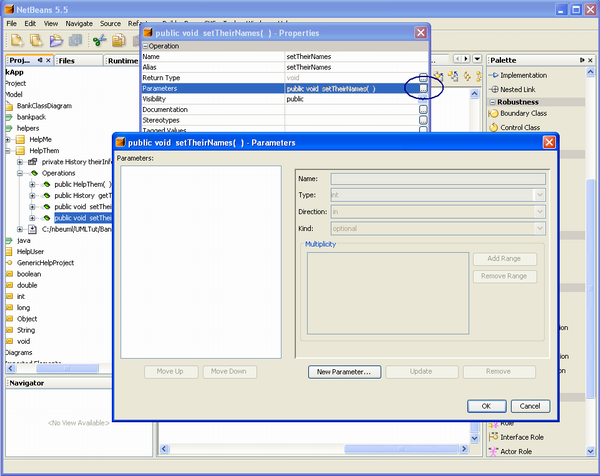 NetBeans 5.5
File Edit View
public void setTheirNames( ) - Properties
Operation
Name setTheirNames
Alias setTheirNames
Return Type void
Parameters public void setTheirNames( )
Visibility public
Documentation
Stereotypes
Tagged Values
Files
Runtime
kApp
Project
Model
BankClassDiagram
bankpack
helpers
HelpMe
HelpThem
private History theirInfo
Operations
public HelpThem( )
public History getT
public void setThei
public void setThei
C:/nbeuml/UMLTut/Ban
java
HelpUser
GenericHelpProject
boolean
double
int
long
Object
String
void
Diagrams
Imported Elements
Navigator
<No View Available>
Palette
Implementation
Nested Link
Robustness
Boundary Class
Control Class
public void setTheirNames( ) - Parameters
Parameters:
Name:
Type: int
Direction: in
Kind: optional
Multiplicity
Add Range
Remove Range
Move Up
Move Down
New Parameter...
Update
Remove
OK
Cancel
Role
Interface Role
Actor Role